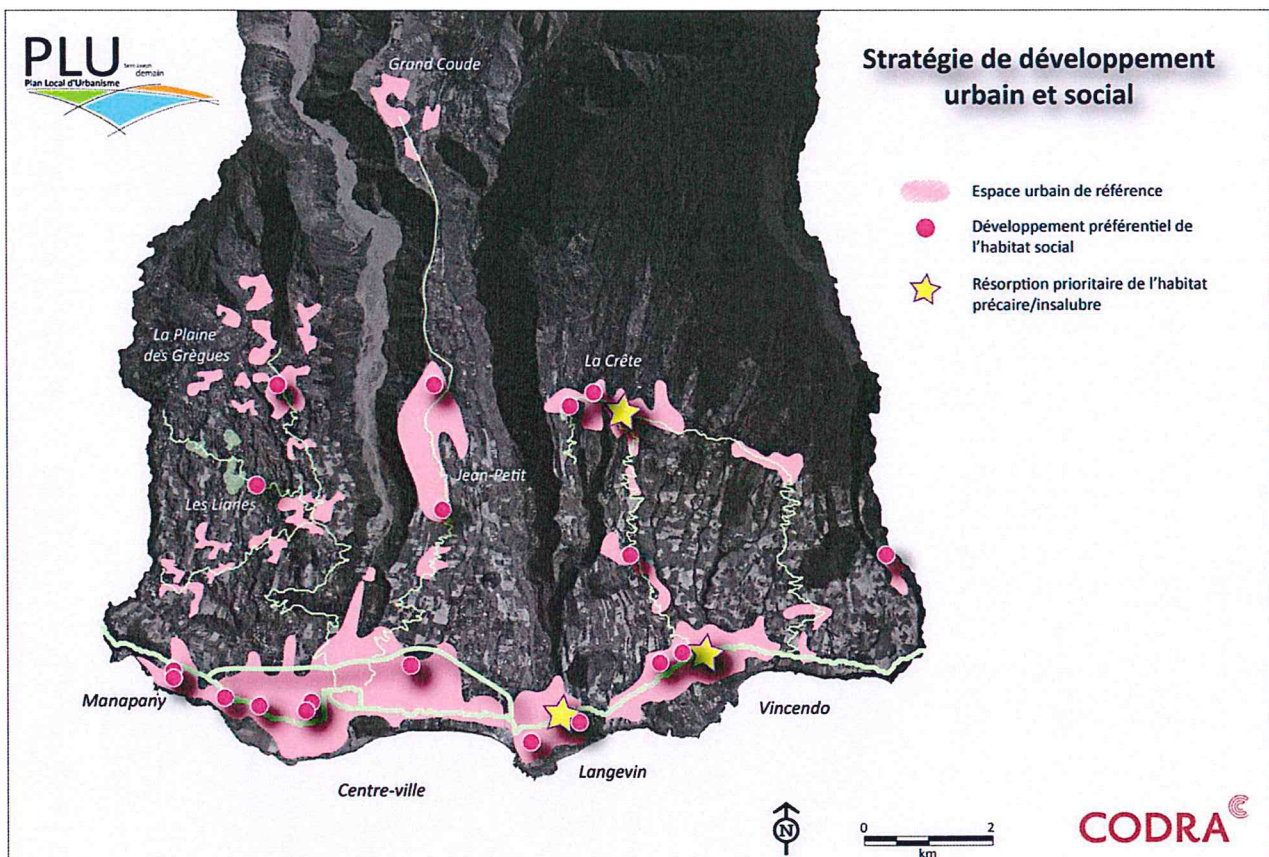 PLU
demain
Plan Local d'Urbanisme
Stratégie de développement
urbain et social
Espace urbain de référence
Développement préférentiel de
l'habitat social
Résorption prioritaire de l'habitat
précaire/insalubre
Grand Coude
La Plaine
des Grègues
La Crête
Jean-Petit
Les Lianes
Manapany
Vincendo
Langevin
Centre-ville
N
0 2
km
CODRA